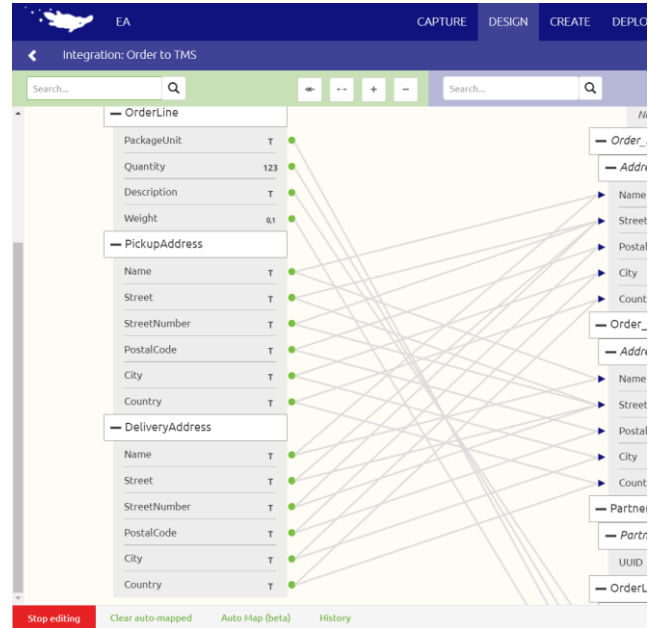 EA CAPTURE DESIGN CREATE DEPLO
Integration: Order to TMS
Search... Search...
OrderLine
PackageUnit T
Quantity 123
Description T
Weight 0,1
PickupAddress
Name T
Street T
StreetNumber T
PostalCode T
City T
Country T
DeliveryAddress
Name T
Street T
StreetNumber T
PostalCode T
City T
Country T
Order_
Addre
Name
Street
Postal
City
Count
Order_
Addre
Name
Street
Postal
City
Count
Partner
Partn
UUID
OrderL
Stop editing Clear auto-mapped Auto Map (beta) History